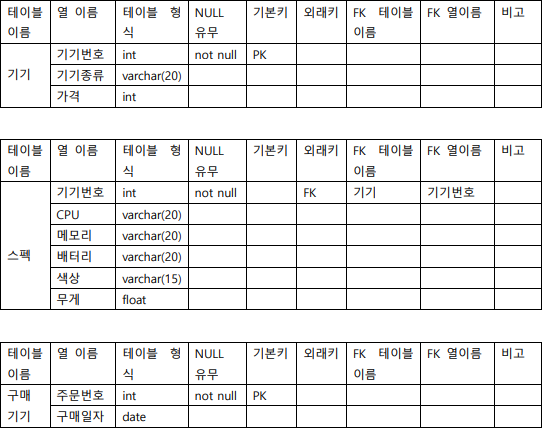 테이블 이름 열 이름 테이블 형식 NULL 유무 기본키 외래키 FK 테이블 이름 FK 열이름 비고
기기 기기번호 int not null PK
기기종류 varchar(20)
가격 int
테이블 이름 열 이름 테이블 형식 NULL 유무 기본키 외래키 FK 테이블 이름 FK 열이름 비고
스펙 기기번호 int not null FK 기기 기기번호
CPU varchar(20)
메모리 varchar(20)
배터리 varchar(20)
색상 varchar(15)
무게 float
테이블 이름 열 이름 테이블 형식 NULL 유무 기본키 외래키 FK 테이블 이름 FK 열이름 비고
구매 기기 주문번호 int not null PK
구매일자 date